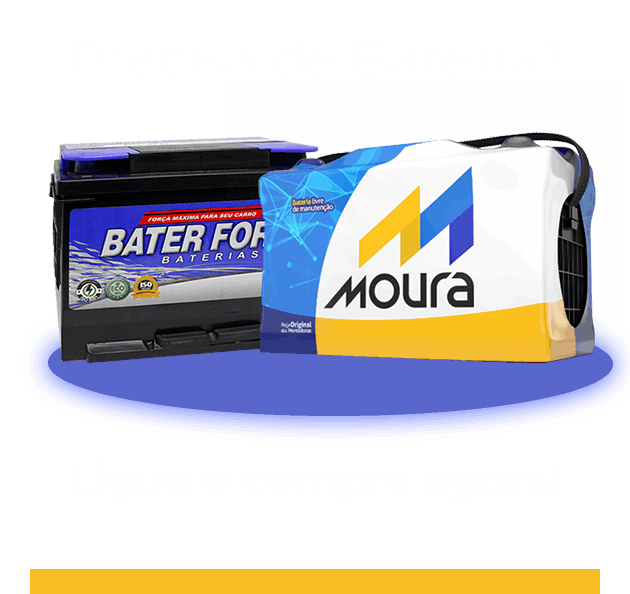 FORÇA MÁXIMA PARA SEU CARRO
BATER FOR
BATERIAS
ISO
Bateria livre
de manutenção
moura
Peça Original
das Montadoras
Ligue e compre agora!